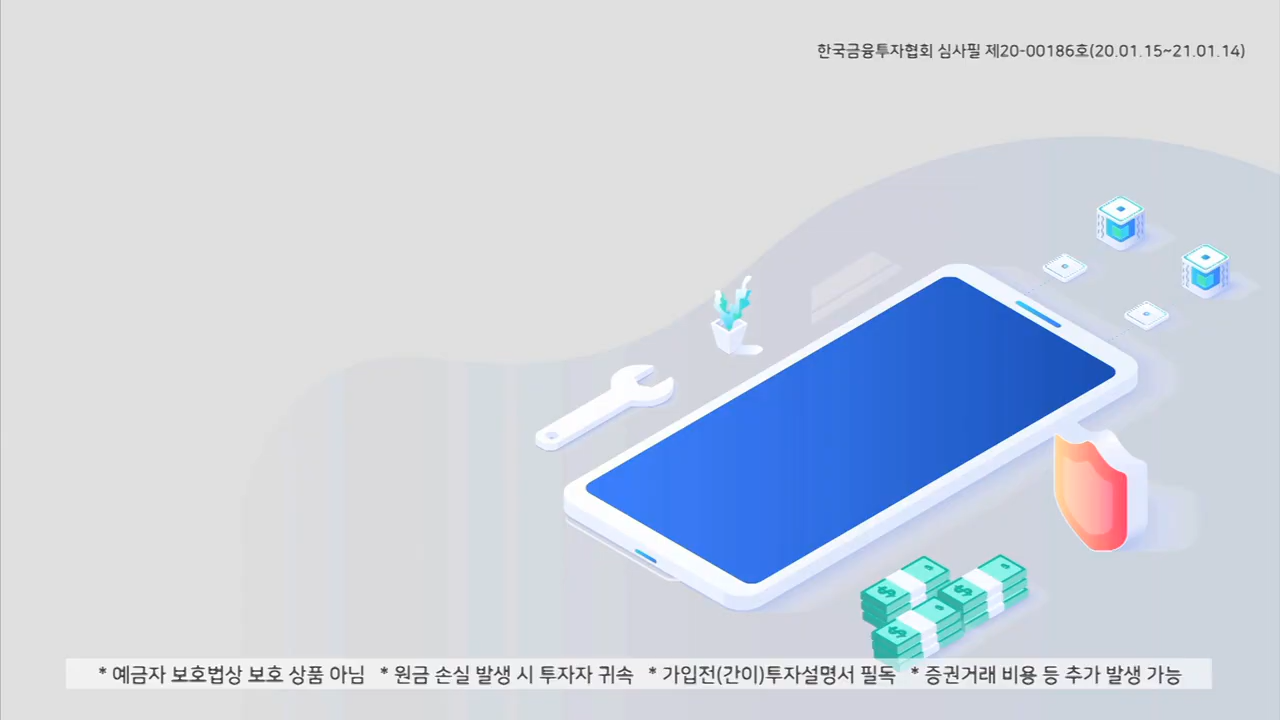 한국금융투자협회 심사필 제20-00186호(20.01.15~21.01.14)
* 예금자 보호법상 보호 상품 아님 * 원금 손실 발생 시 투자자 귀속 * 가입전(간이)투자설명서 필독 * 증권거래 비용 등 추가 발생 가능